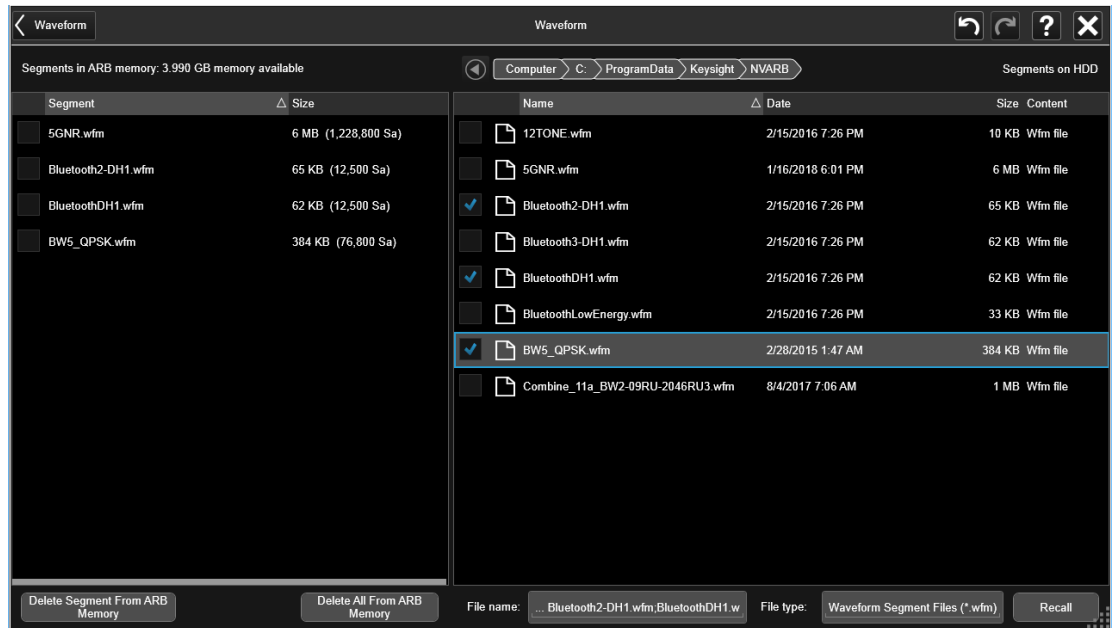 Waveform
Waveform
?
Segments in ARB memory: 3.990 GB memory available
Computer C: ProgramData Keysight NVARB
Segments on HDD
Segment Size
5GNR.wfm 6 MB (1,228,800 Sa)
Bluetooth2-DH1.wfm 65 KB (12,500 Sa)
BluetoothDH1.wfm 62 KB (12,500 Sa)
BW5_QPSK.wfm 384 KB (76,800 Sa)
Name Date Size Content
12TONE.wfm 2/15/2016 7:26 PM 10 KB Wfm file
5GNR.wfm 1/16/2018 6:01 PM 6 MB Wfm file
Bluetooth2-DH1.wfm 2/15/2016 7:26 PM 65 KB Wfm file
Bluetooth3-DH1.wfm 2/15/2016 7:26 PM 62 KB Wfm file
BluetoothDH1.wfm 2/15/2016 7:26 PM 62 KB Wfm file
BluetoothLowEnergy.wfm 2/15/2016 7:26 PM 33 KB Wfm file
BW5_QPSK.wfm 2/28/2015 1:47 AM 384 KB Wfm file
Combine_11a_BW2-09RU-2046RU3.wfm 8/4/2017 7:06 AM 1 MB Wfm file
Delete Segment From ARB
Memory
Delete All From ARB
Memory
File name: ... Bluetooth2-DH1.wfm;BluetoothDH1.w File type: Waveform Segment Files (*.wfm) Recall